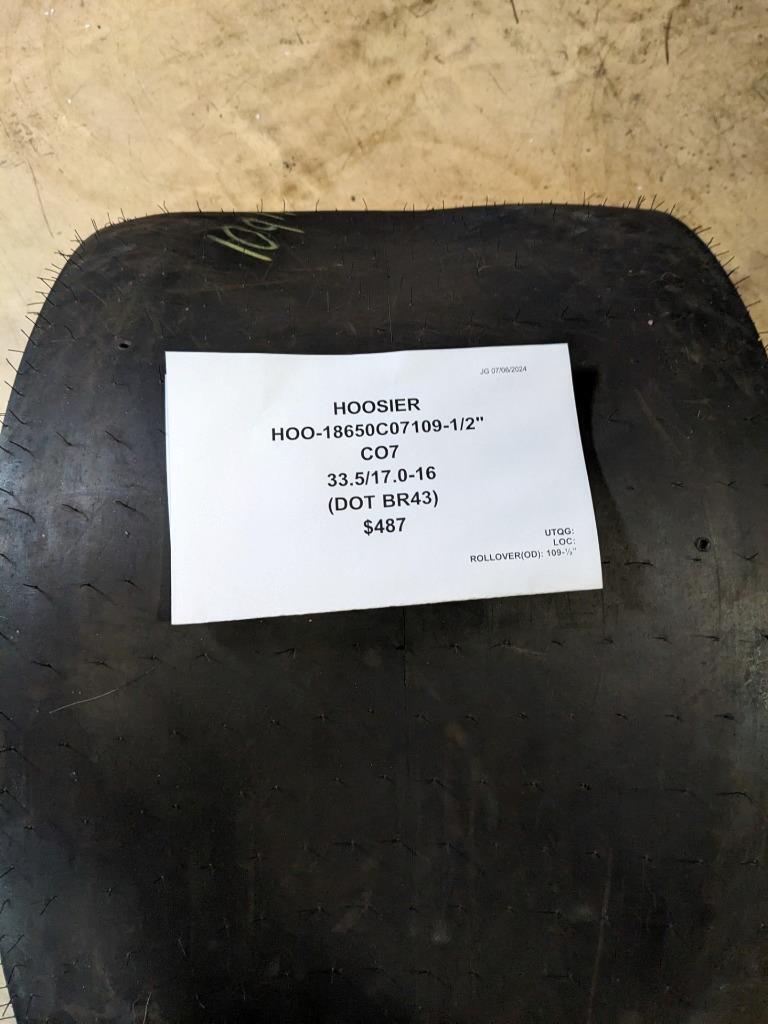 109
JG 07/06/2024
HOOSIER
HOO-18650C07109-1/2"
CO7
33.5/17.0-16
(DOT BR43)
$487
UTQG:
LOC:
ROLLOVER(OD): 109-½"